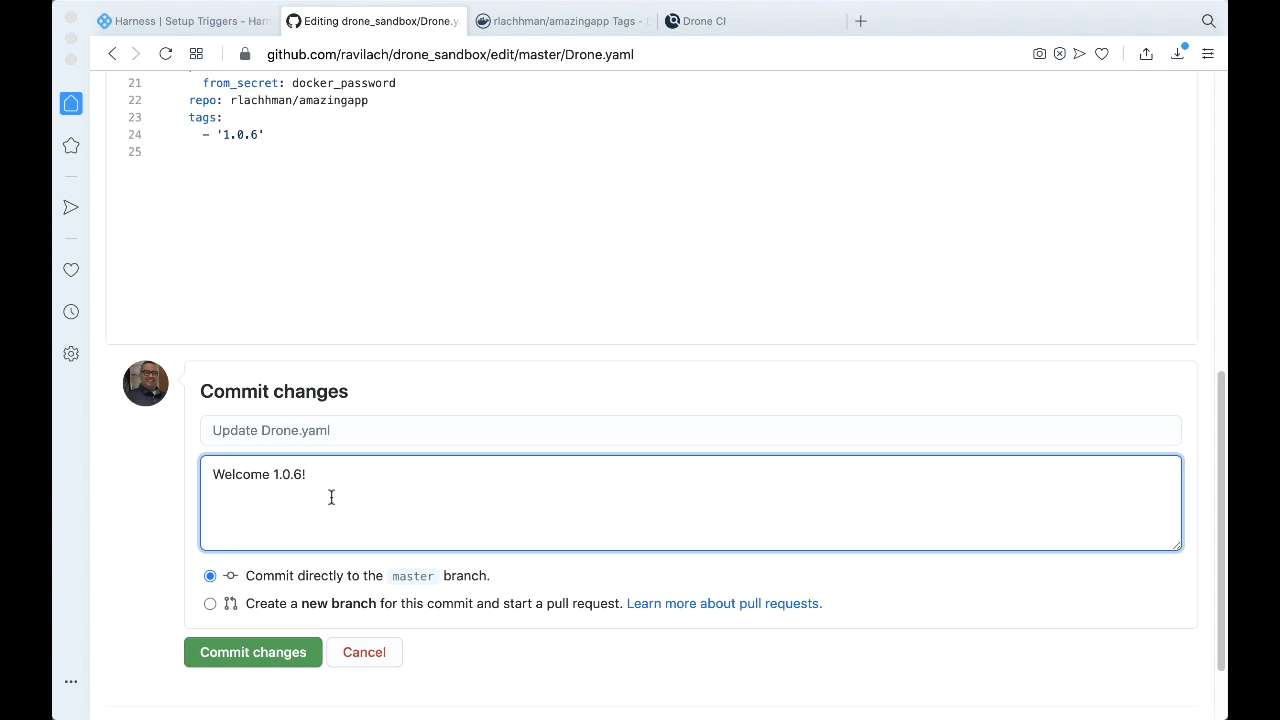 Harness | Setup Triggers - Har
Editing drone_sandbox/Drone.y
rlachhman/amazingapp Tags -
Drone CI
github.com/ravilach/drone_sandbox/edit/master/Drone.yaml
21 from_secret: docker_password
22 repo: rlachhman/amazingapp
23 tags:
24 - '1.0.6'
25
Commit changes
Update Drone.yaml
Welcome 1.0.6!
Commit directly to the master branch.
Create a new branch for this commit and start a pull request. Learn more about pull requests.
Commit changes
Cancel